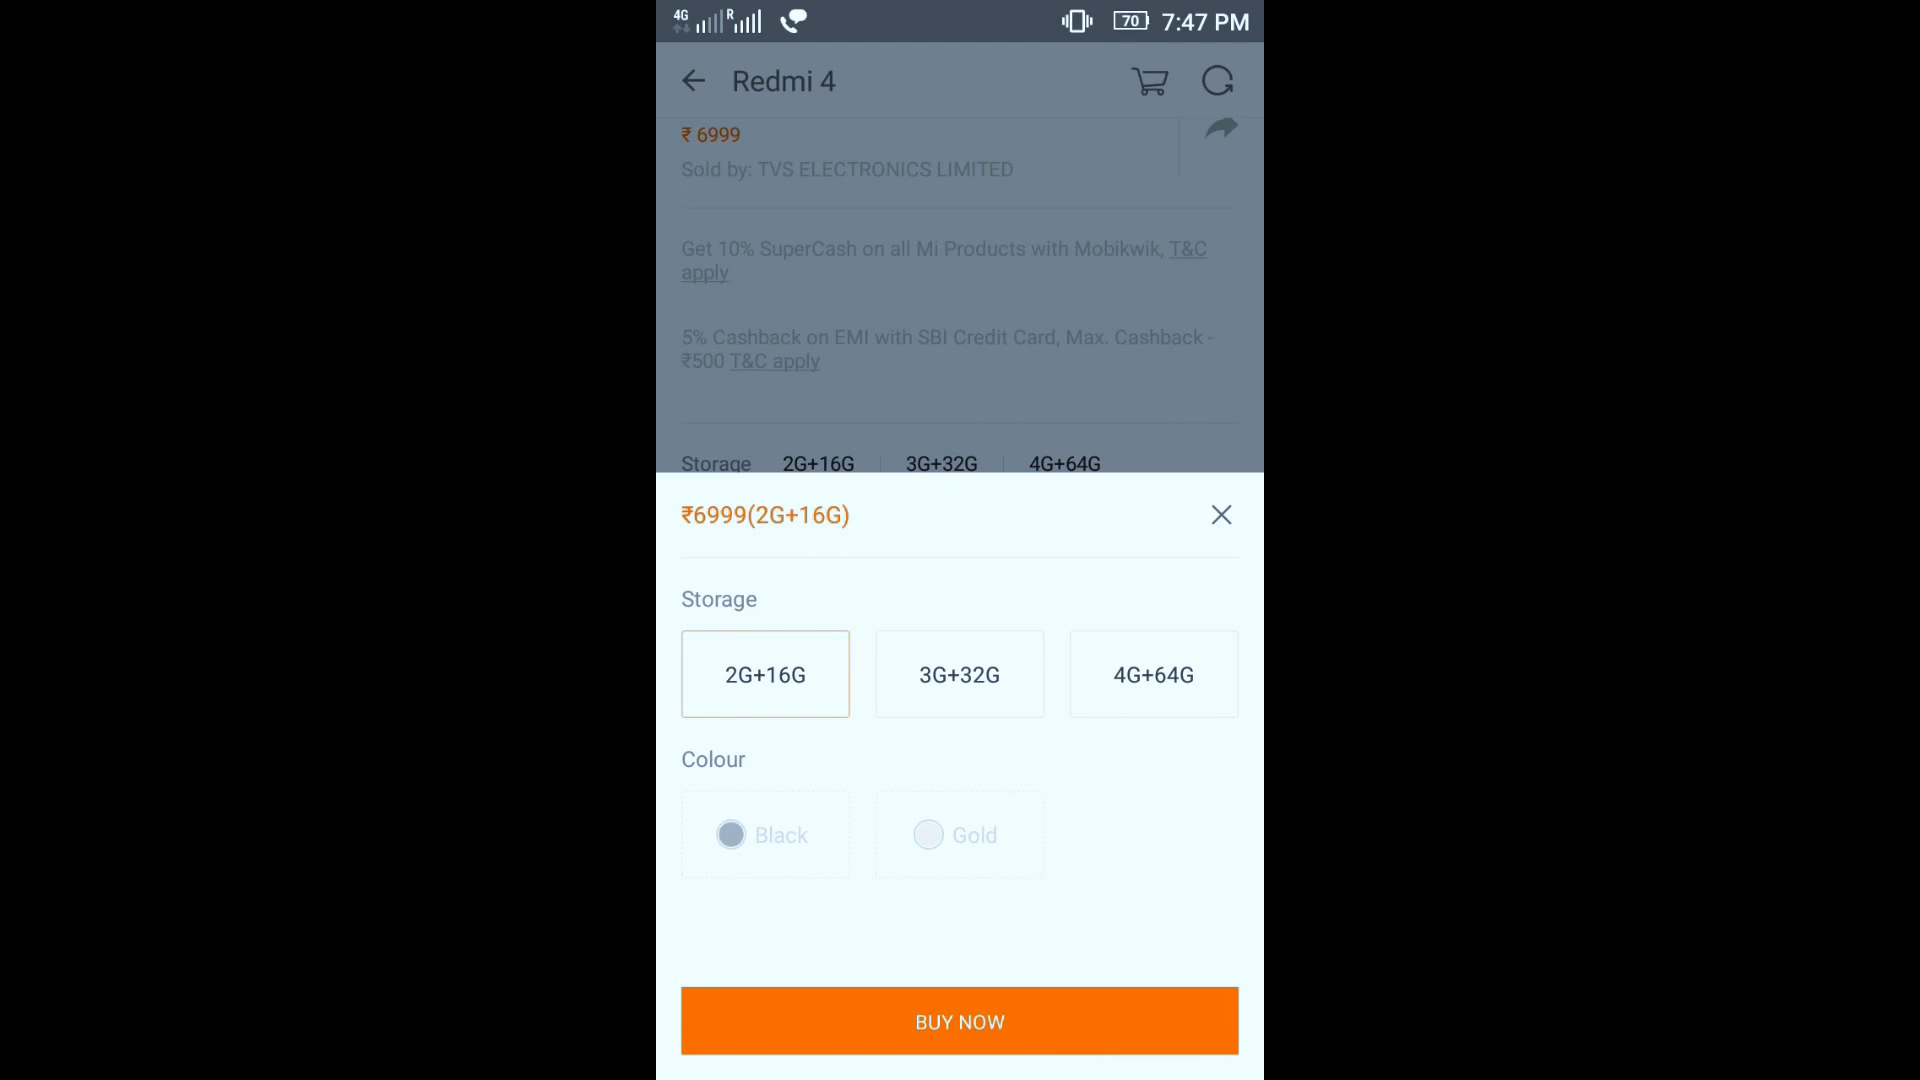 4G R 70 7:47 PM
Redmi 4
₹ 6999
Sold by: TVS ELECTRONICS LIMITED
Get 10% SuperCash on all Mi Products with Mobikwik, T&C
apply
5% Cashback on EMI with SBI Credit Card, Max. Cashback -
₹500 T&C apply
Storage 2G+16G 3G+32G 4G+64G
₹6999(2G+16G)
Storage
2G+16G 3G+32G 4G+64G
Colour
Black Gold
BUY NOW